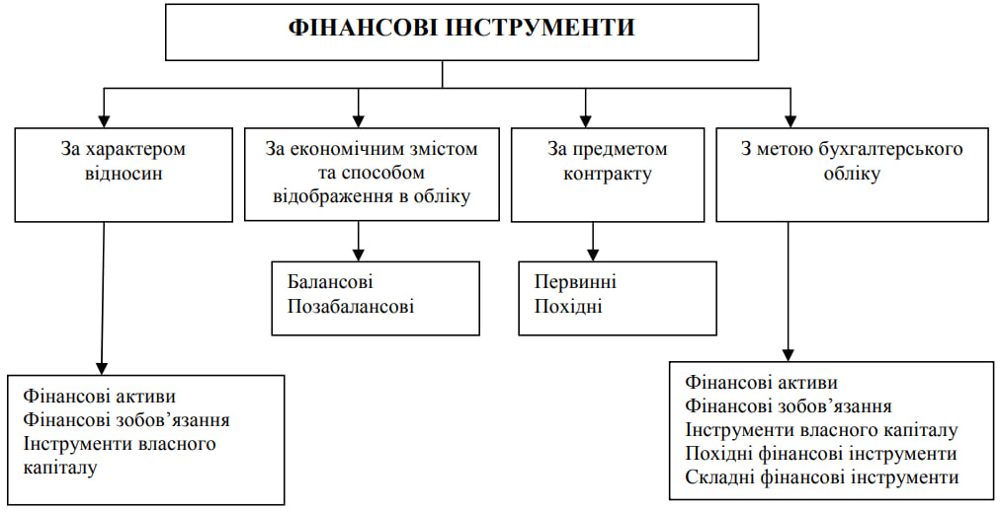 ФІНАНСОВІ ІНСТРУМЕНТИ
За характером
відносин
За економічним змістом
та способом
відображення в обліку
За предметом
контракту
З метою бухгалтерського
обліку
Балансові
Позабалансові
Первинні
Похідні
Фінансові активи
Фінансові зобов’язання
Інструменти власного
капіталу
Фінансові активи
Фінансові зобов’язання
Інструменти власного капіталу
Похідні фінансові інструменти
Складні фінансові інструменти